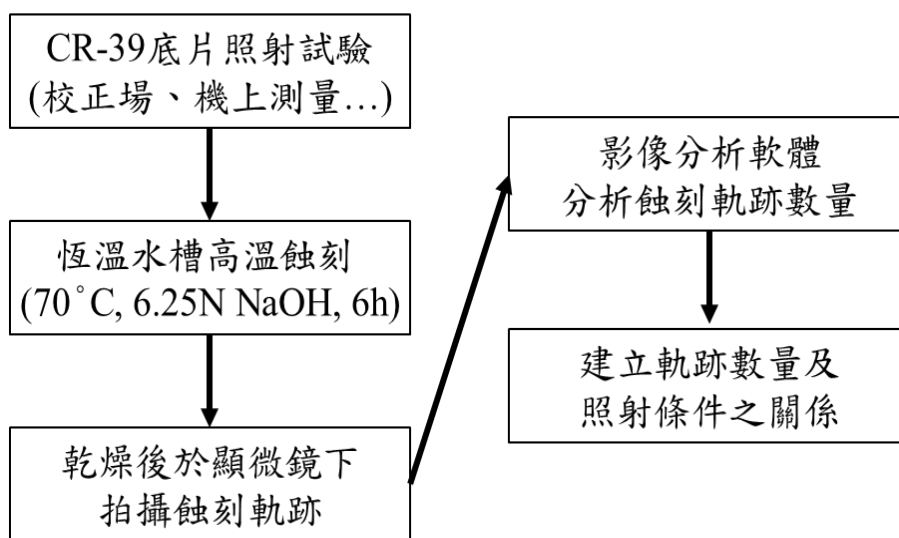 CR-39底片照射試驗
(校正場、機上測量…)
恆溫水槽高溫蝕刻
(70°C, 6.25N NaOH, 6h)
乾燥後於顯微鏡下
拍攝蝕刻軌跡
影像分析軟體
分析蝕刻軌跡數量
建立軌跡數量及
照射條件之關係